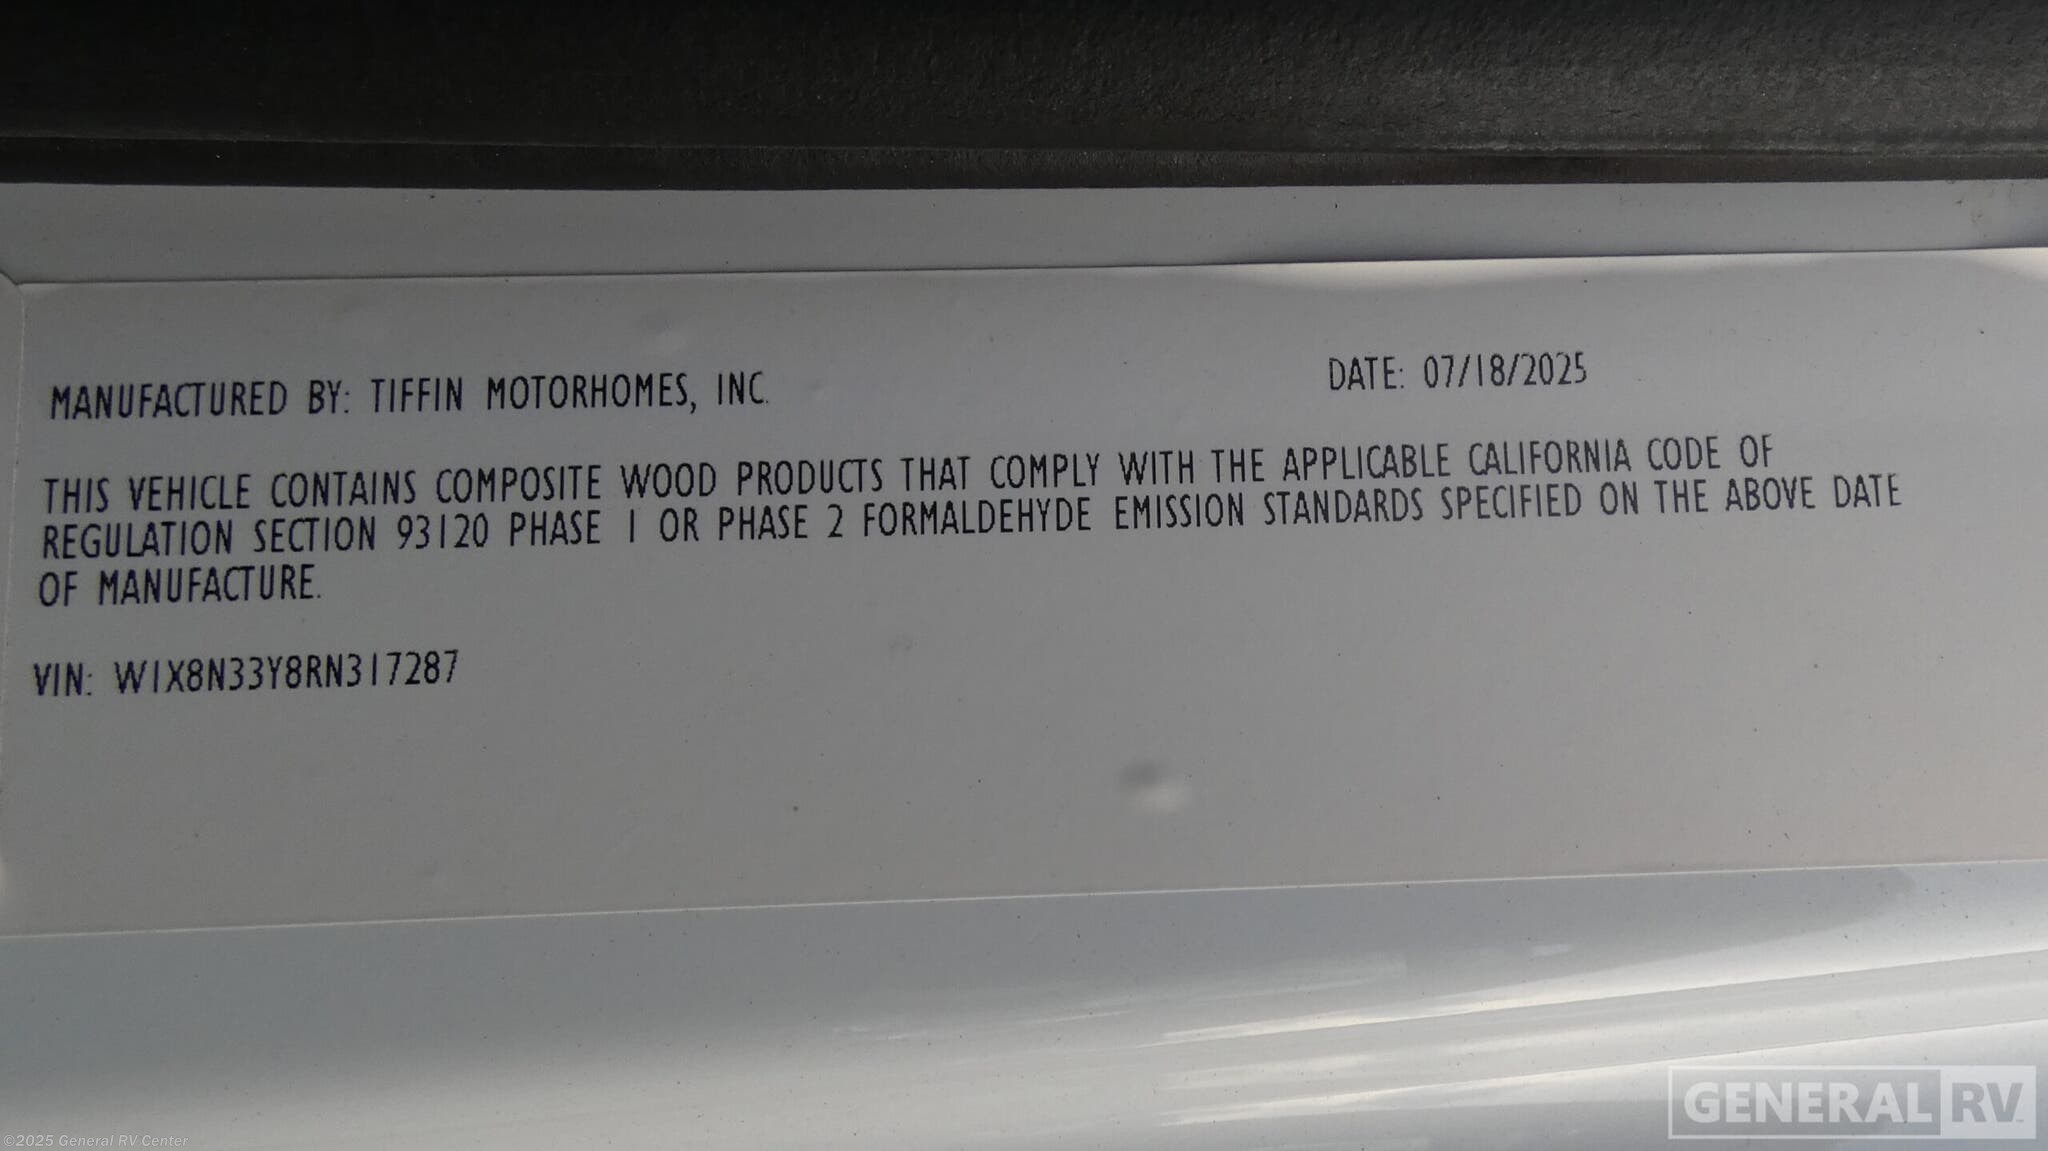 MANUFACTURED BY: TIFFIN MOTORHOMES, INC.
DATE: 07/18/2025
THIS VEHICLE CONTAINS COMPOSITE WOOD PRODUCTS THAT COMPLY WITH THE APPLICABLE CALIFORNIA CODE OF
REGULATION SECTION 93120 PHASE 1 OR PHASE 2 FORMALDEHYDE EMISSION STANDARDS SPECIFIED ON THE ABOVE DATE
OF MANUFACTURE.
VIN: W1X8N33Y8RN317287
GENERAL RV
©2025 General RV Center